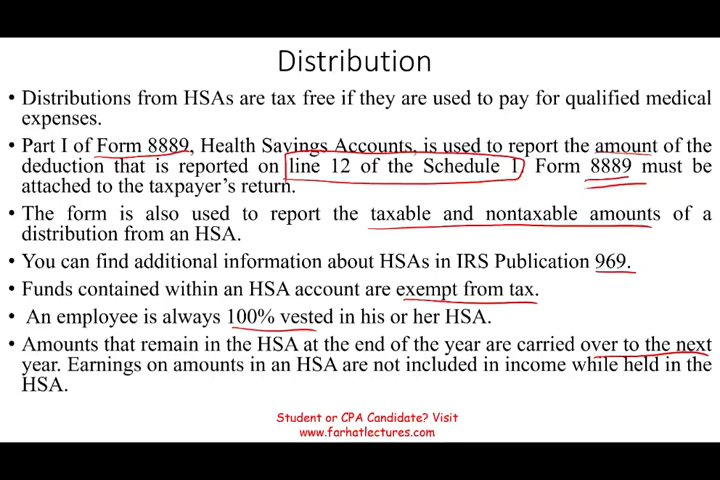 Distribution
• Distributions from HSAs are tax free if they are used to pay for qualified medical
expenses.
• Part I of Form 8889, Health Savings Accounts, is used to report the amount of the
deduction that is reported on line 12 of the Schedule 1. Form 8889 must be
attached to the taxpayer's return.
• The form is also used to report the taxable and nontaxable amounts of a
distribution from an HSA.
• You can find additional information about HSAs in IRS Publication 969.
• Funds contained within an HSA account are exempt from tax.
• An employee is always 100% vested in his or her HSA.
• Amounts that remain in the HSA at the end of the year are carried over to the next
year. Earnings on amounts in an HSA are not included in income while held in the
HSA.
Student or CPA Candidate? Visit
www.farhatlectures.com